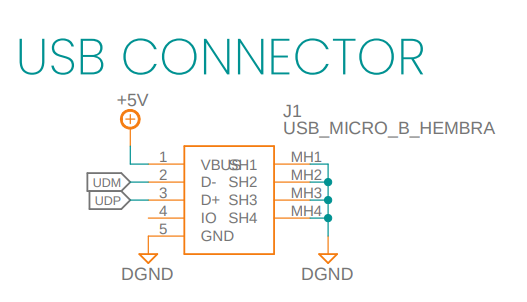 USB CONNECTOR
+5V
J1
USB_MICRO_B_HEMBRA
1 VBUS SH1 MH1
UDM 2 D- SH2 MH2
UDP 3 D+ SH3 MH3
4 IO SH4 MH4
5 GND
DGND DGND